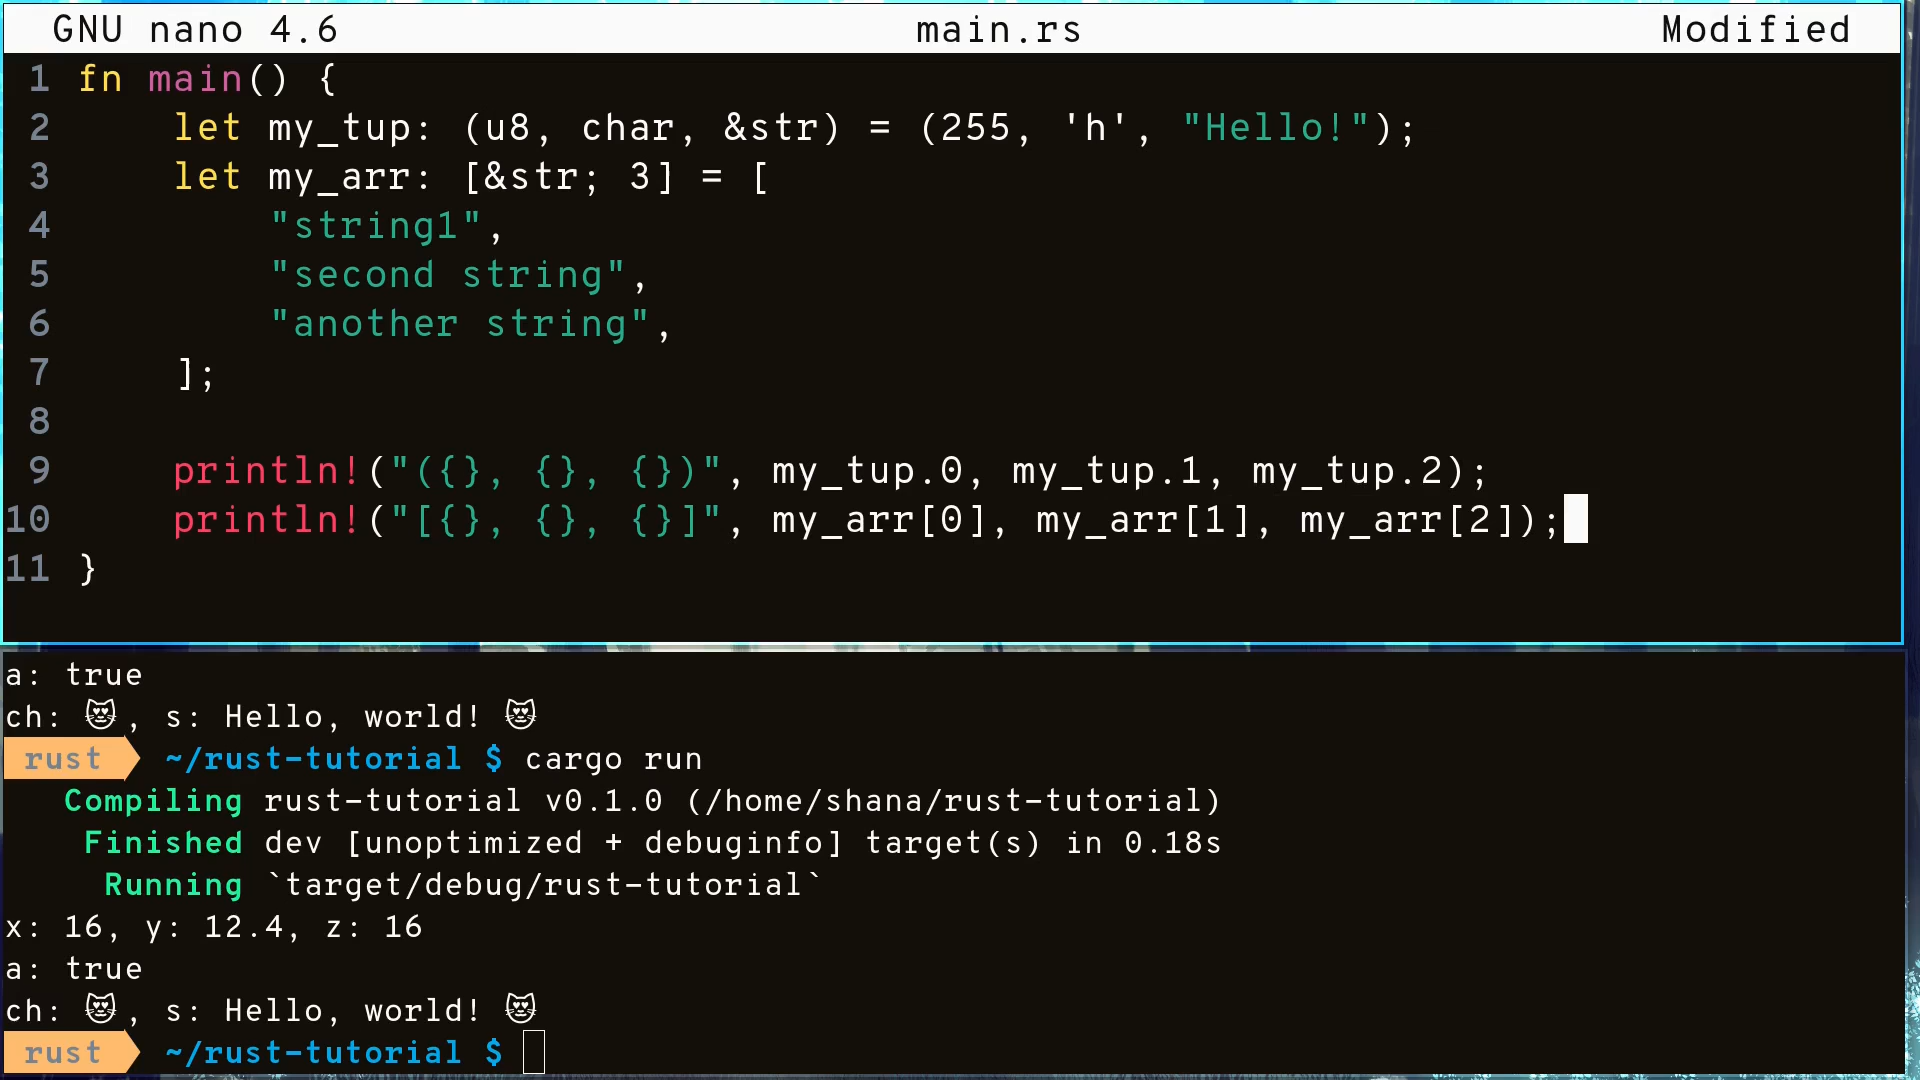 GNU nano 4.6 main.rs Modified
1 fn main() {
2     let my_tup: (u8, char, &str) = (255, 'h', "Hello!");
3     let my_arr: [&str; 3] = [
4         "string1",
5         "second string",
6         "another string",
7     ];
8
9     println!("({}, {}, {})", my_tup.0, my_tup.1, my_tup.2);
10     println!("[{}, {}, {}]", my_arr[0], my_arr[1], my_arr[2]);
11 }
a: true
ch: 😻, s: Hello, world! 😻
rust ~/rust-tutorial $ cargo run
   Compiling rust-tutorial v0.1.0 (/home/shana/rust-tutorial)
    Finished dev [unoptimized + debuginfo] target(s) in 0.18s
     Running `target/debug/rust-tutorial`
x: 16, y: 12.4, z: 16
a: true
ch: 😻, s: Hello, world! 😻
rust ~/rust-tutorial $